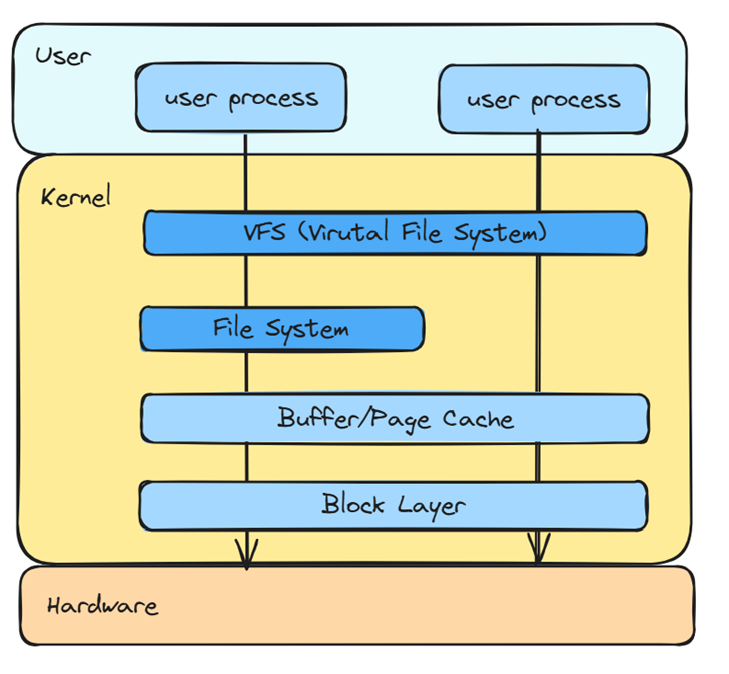 User
user process
user process
Kernel
VFS (Virutal File System)
File System
Buffer/Page Cache
Block Layer
Hardware